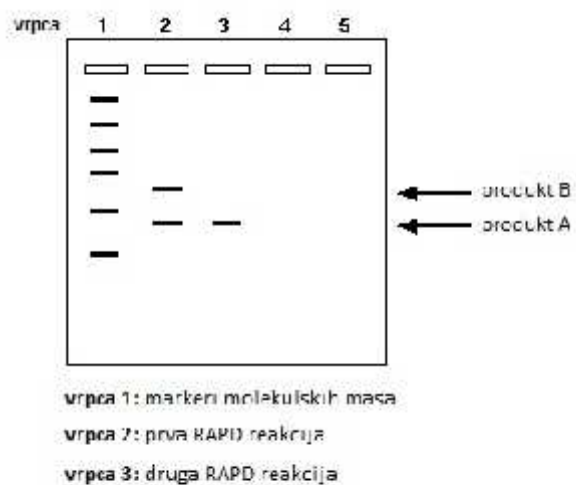 vrpca 1 2 3 4 5
produkt B
produkt A
vrpca 1: markeri molekulskih masa
vrpca 2: prva RAPD reakcija
vrpca 3: druga RAPD reakcija